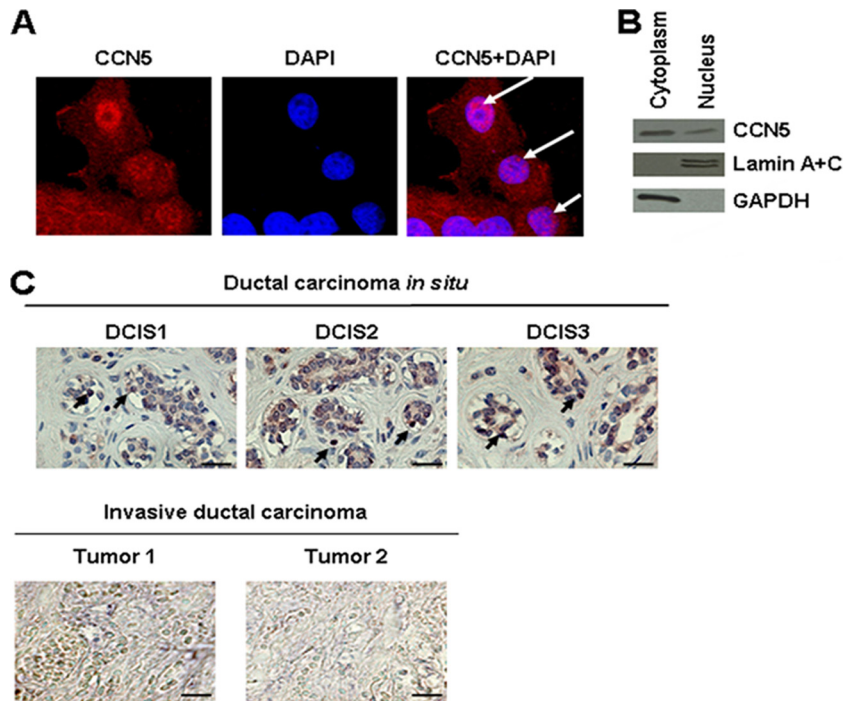 A
CCN5 DAPI CCN5+DAPI
B
Cytoplasm
Nucleus
CCN5
Lamin A+C
GAPDH
C
Ductal carcinoma in situ
DCIS1 DCIS2 DCIS3
Invasive ductal carcinoma
Tumor 1 Tumor 2